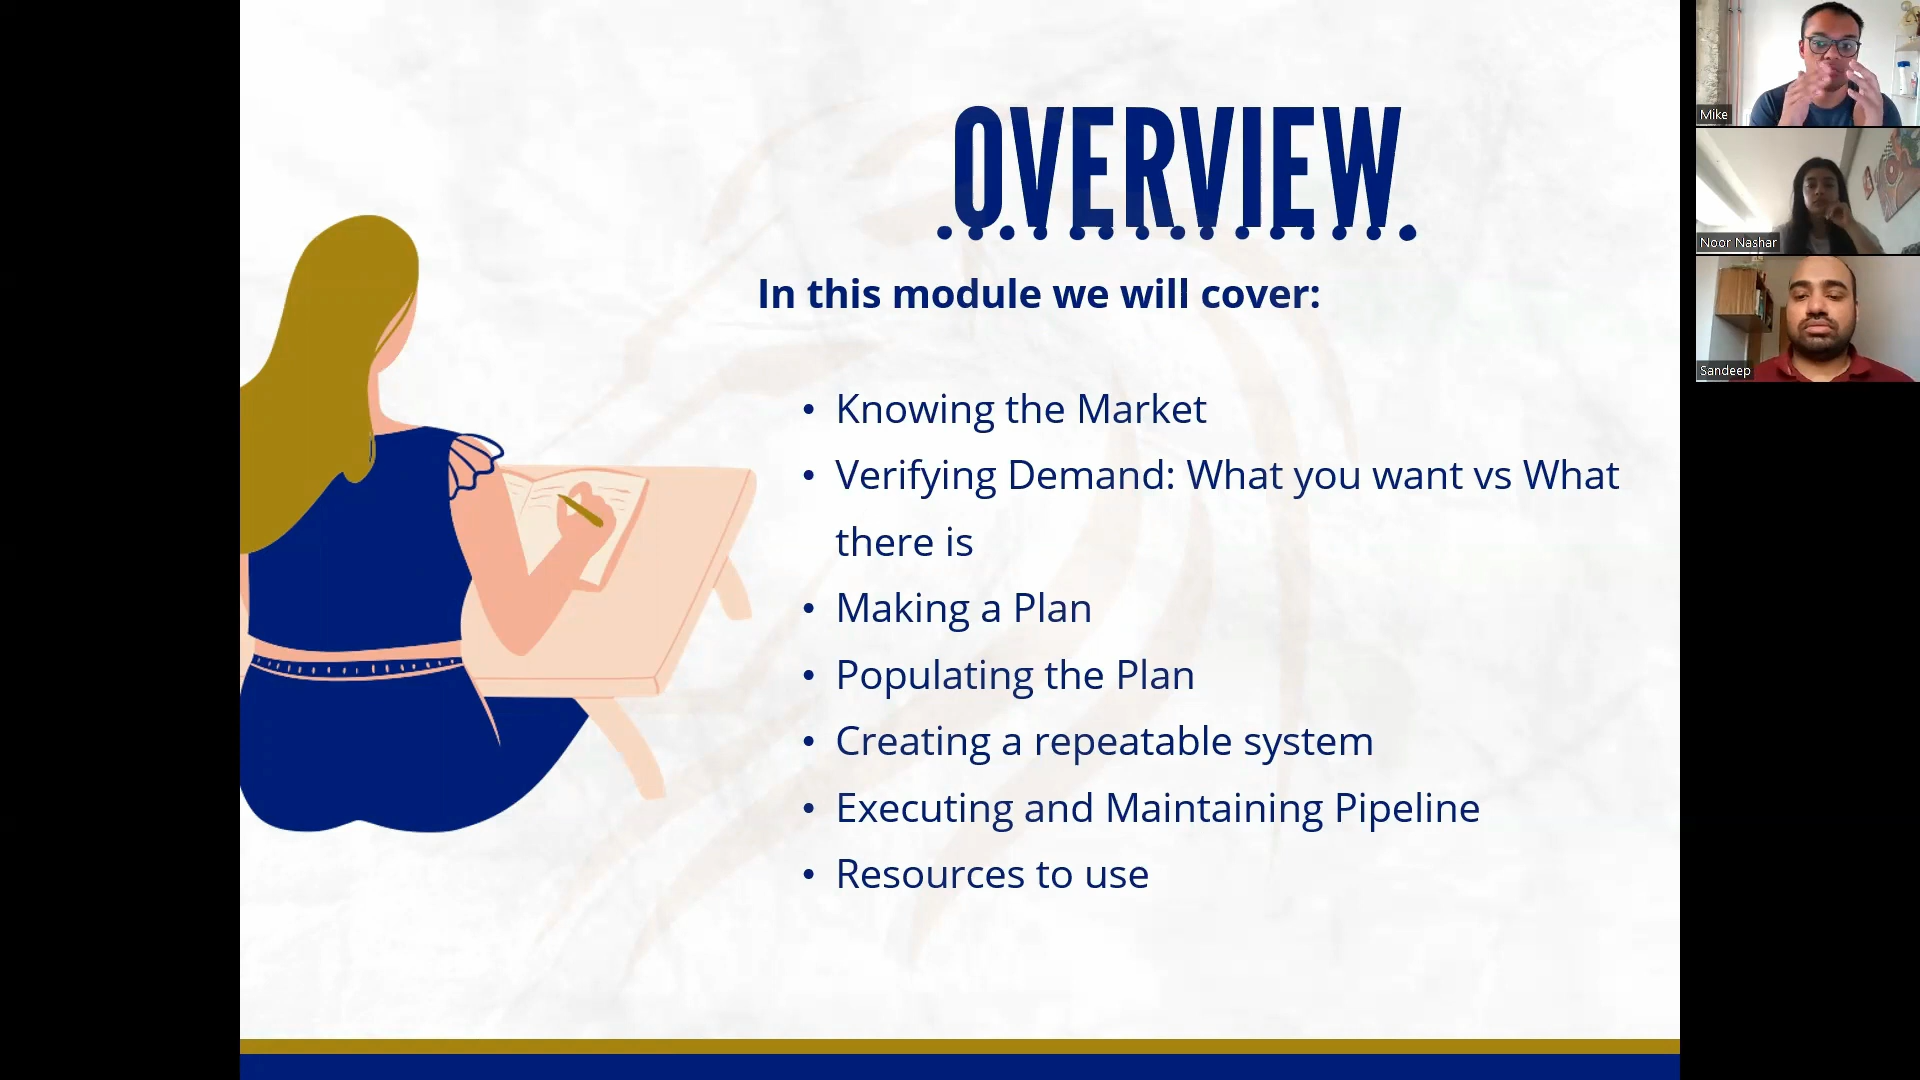 OVERVIEW
In this module we will cover:
• Knowing the Market
• Verifying Demand: What you want vs What
there is
• Making a Plan
• Populating the Plan
• Creating a repeatable system
• Executing and Maintaining Pipeline
• Resources to use
Mike
Noor Nashar
Sandeep